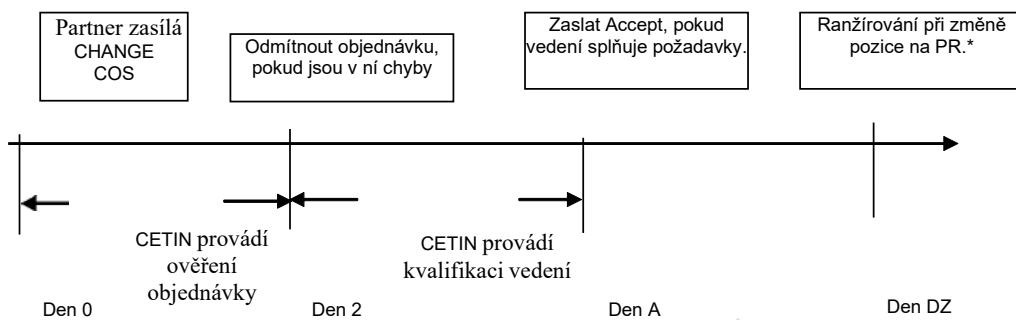 Partner zasílá
CHANGE
COS
Odmítnout objednávku,
pokud jsou v ní chyby
Zaslat Accept, pokud
vedení splňuje požadavky.
Ranžírování při změně
pozice na PR.*
CETIN provádí
ověření
objednávky
CETIN provádí
kvalifikaci vedení
Den 0
Den 2
Den A
Den DZ